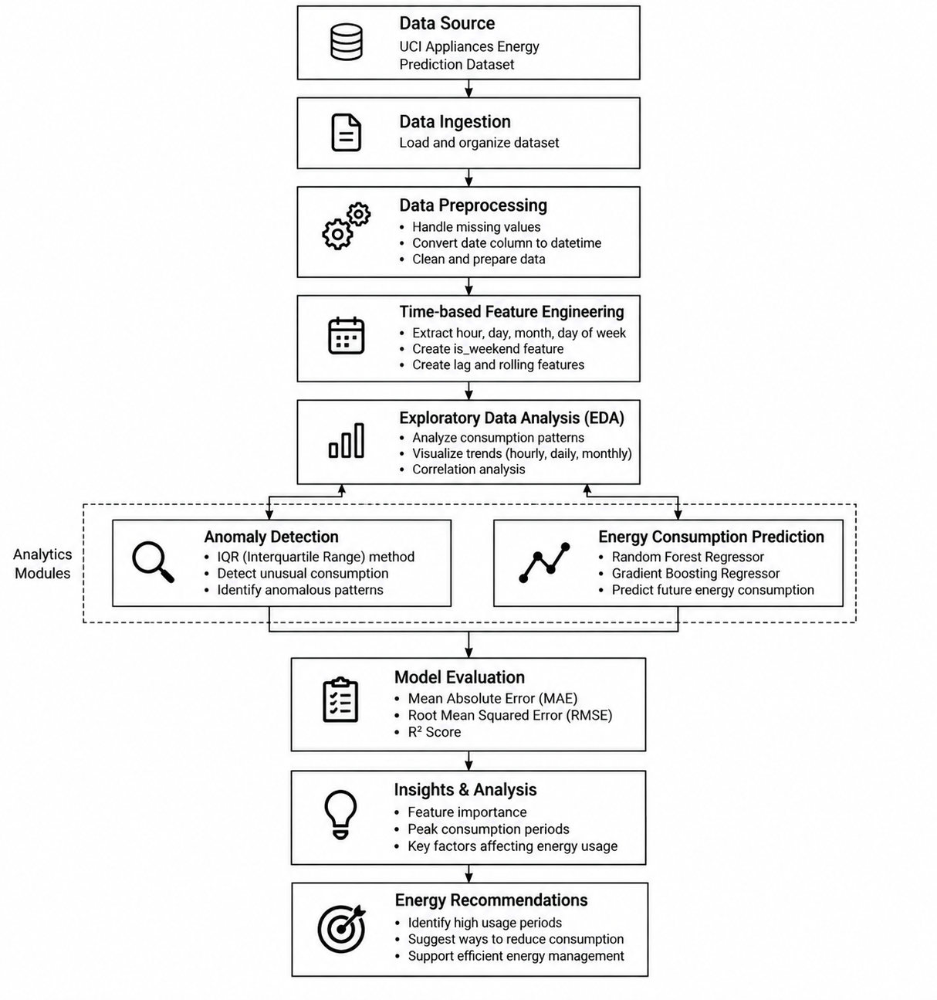 Data Source
UCI Appliances Energy
Prediction Dataset
Data Ingestion
Load and organize dataset
Data Preprocessing
• Handle missing values
• Convert date column to datetime
• Clean and prepare data
Time-based Feature Engineering
• Extract hour, day, month, day of week
• Create is_weekend feature
• Create lag and rolling features
Exploratory Data Analysis (EDA)
• Analyze consumption patterns
• Visualize trends (hourly, daily, monthly)
• Correlation analysis
Analytics
Modules
Anomaly Detection
• IQR (Interquartile Range) method
• Detect unusual consumption
• Identify anomalous patterns
Energy Consumption Prediction
• Random Forest Regressor
• Gradient Boosting Regressor
• Predict future energy consumption
Model Evaluation
• Mean Absolute Error (MAE)
• Root Mean Squared Error (RMSE)
• R² Score
Insights & Analysis
• Feature importance
• Peak consumption periods
• Key factors affecting energy usage
Energy Recommendations
• Identify high usage periods
• Suggest ways to reduce consumption
• Support efficient energy management